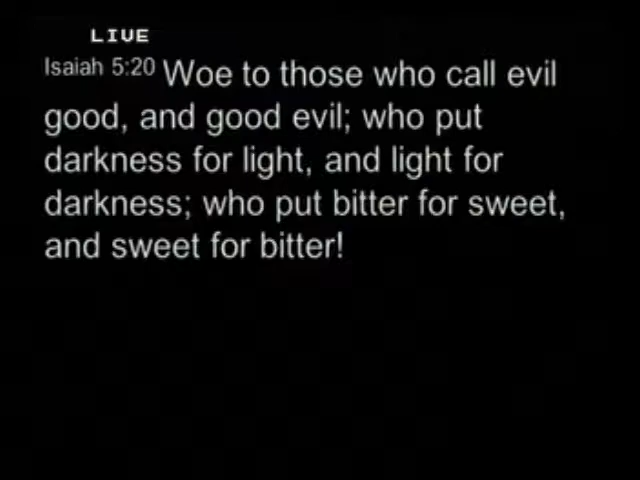 LIVE
Isaiah 5:20 Woe to those who call evil
good, and good evil; who put
darkness for light, and light for
darkness; who put bitter for sweet,
and sweet for bitter!